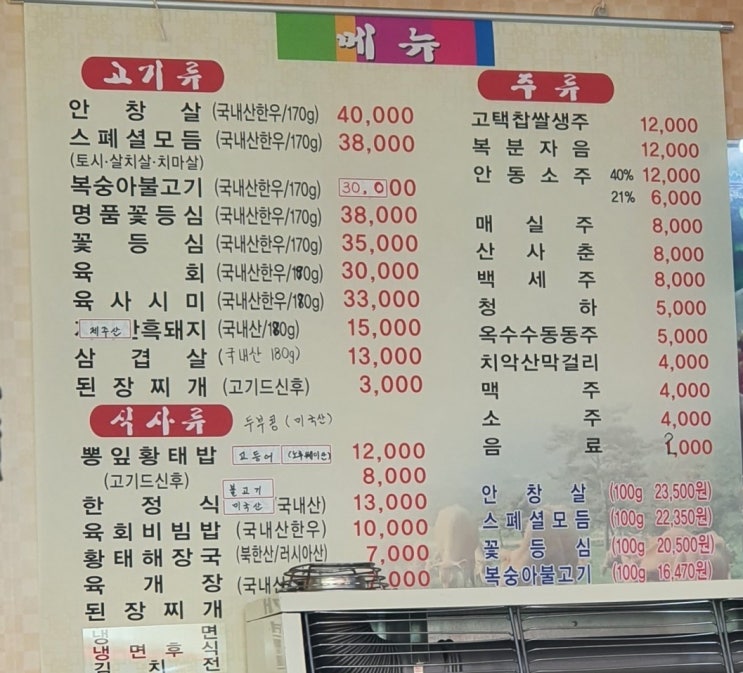 메뉴
고기류
안창살 (국내산한우/170g) 40,000
스페셜모듬 (국내산한우/170g) 38,000
(토시·살치살·치마살)
복숭아불고기 (국내산한우/170g) 30,000
명품꽃등심 (국내산한우/170g) 38,000
꽃등심 (국내산한우/170g) 35,000
육회 (국내산한우/180g) 30,000
육사시미 (국내산한우/180g) 33,000
제주산 흑돼지 (국내산/180g) 15,000
삼겹살 (국내산 180g) 13,000
된장찌개 (고기드신후) 3,000
식사류 두부콩 (미국산)
뽕잎황태밥 고등어 (노루웨이산) 12,000
(고기드신후) 8,000
한정식 불고기 미국산 국내산) 13,000
육회비빔밥 (국내산한우) 10,000
황태해장국 (북한산/러시아산) 7,000
육개장 (국내산 ,000
된장찌개
냉면
냉면후식
김치전
주류
고택찹쌀생주 12,000
복분자음 12,000
안동소주 40% 12,000
21% 6,000
매실주 8,000
산사춘 8,000
백세주 8,000
청하 5,000
옥수수동동주 5,000
치악산막걸리 4,000
맥주 4,000
소주 4,000
음료 2,000
안창살 (100g 23,500원)
스페셜모듬 (100g 22,350원)
꽃등심 (100g 20,500원)
복숭아불고기 (100g 16,470원)